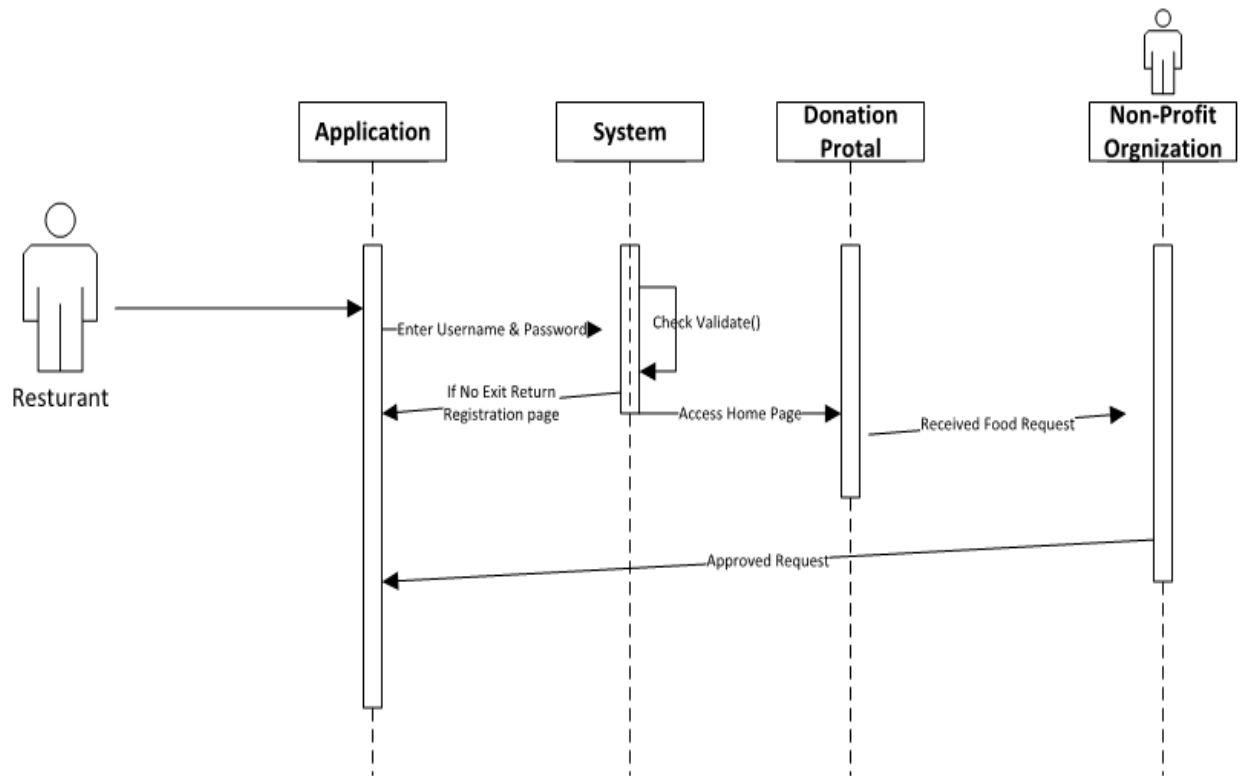 Application
System
Donation
Protal
Non-Profit
Orgnization
Resturant
Enter Username & Password
Check Validate()
If No Exit Return
Registration page
Access Home Page
Received Food Request
Approved Request